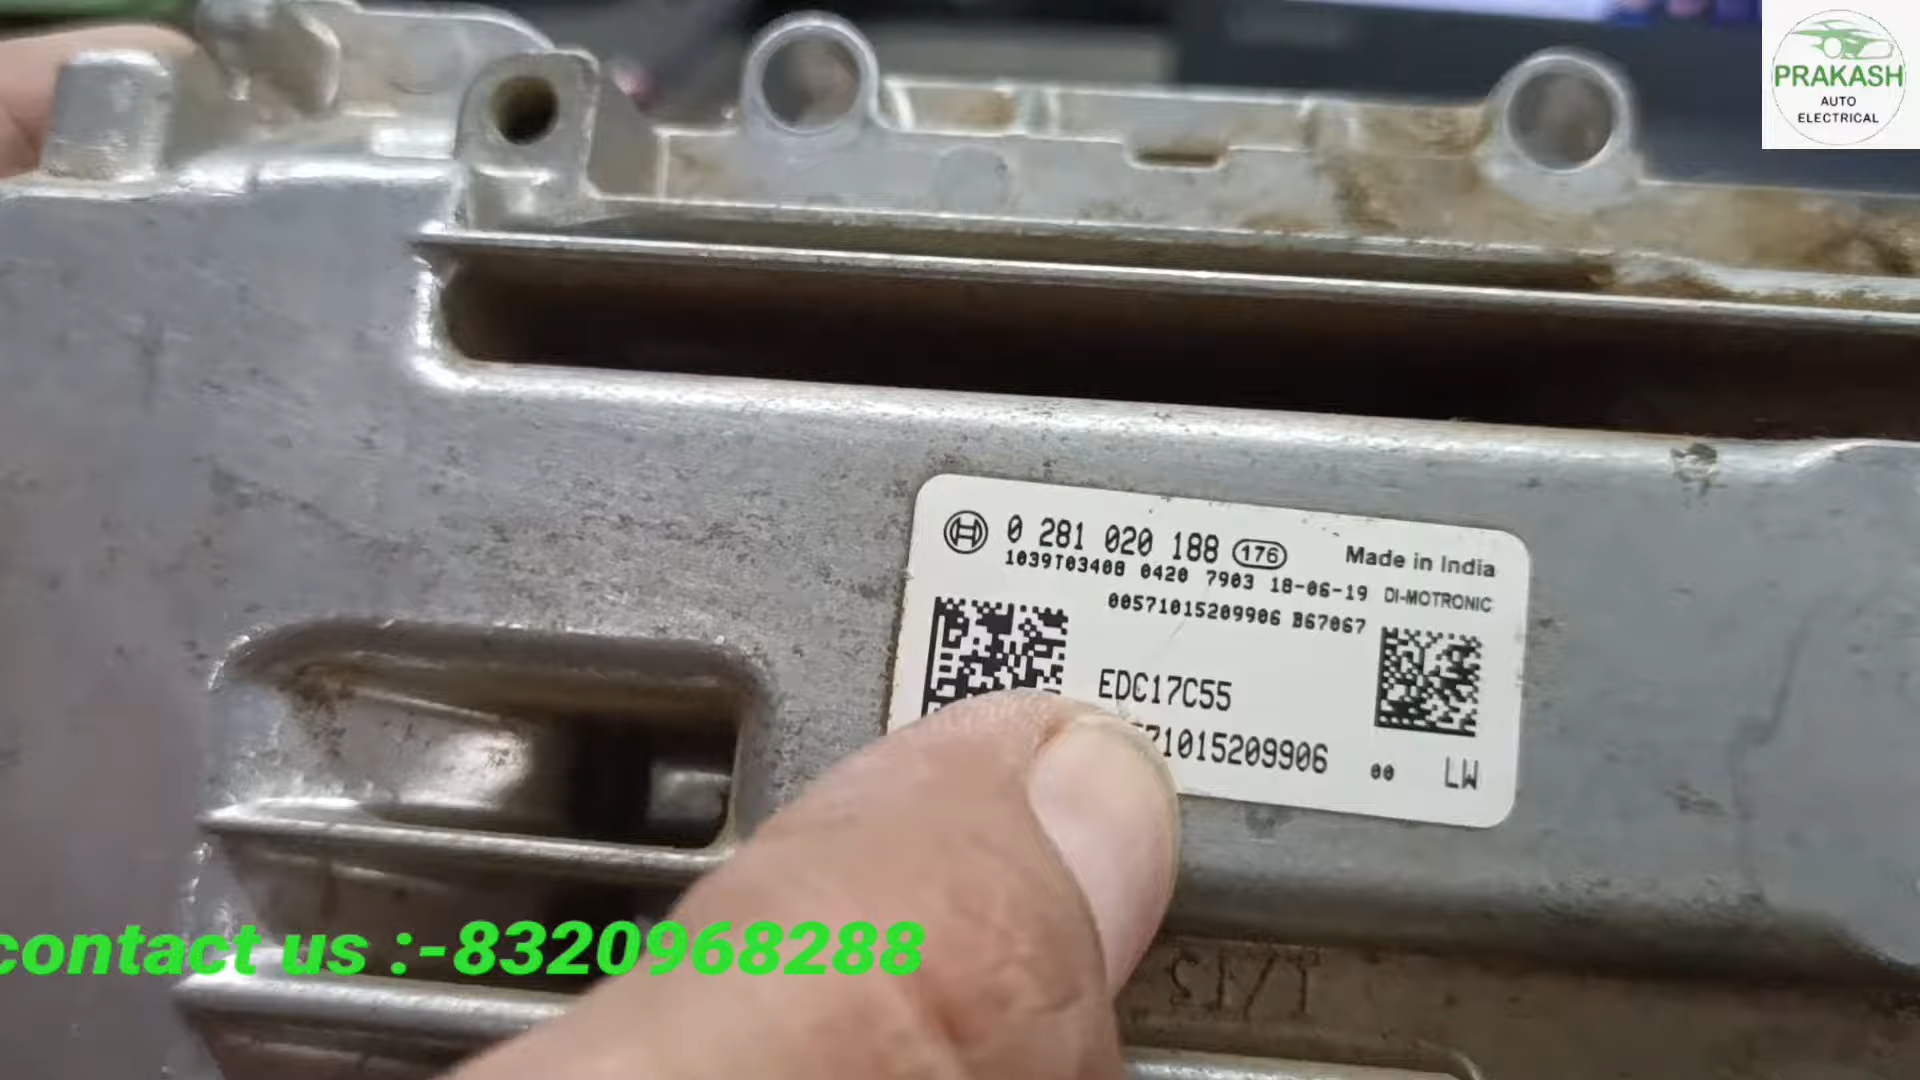 PRAKASH
AUTO
ELECTRICAL
0 281 020 188 176 Made in India
1039T03408 0420 7903 18-06-19 DI-MOTRONIC
00571015209906 B67067
EDC17C55
71015209906 00 LW
contact us :-8320968288